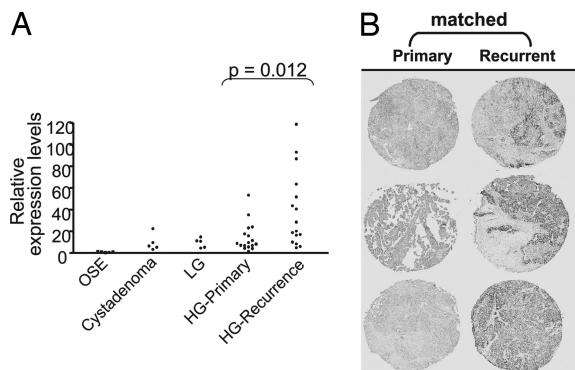 A
p = 0.012
Relative
expression levels
120
100
80
60
40
20
0
OSE
Cystadenoma
LG
HG-Primary
HG-Recurrence
B
matched
Primary Recurrent